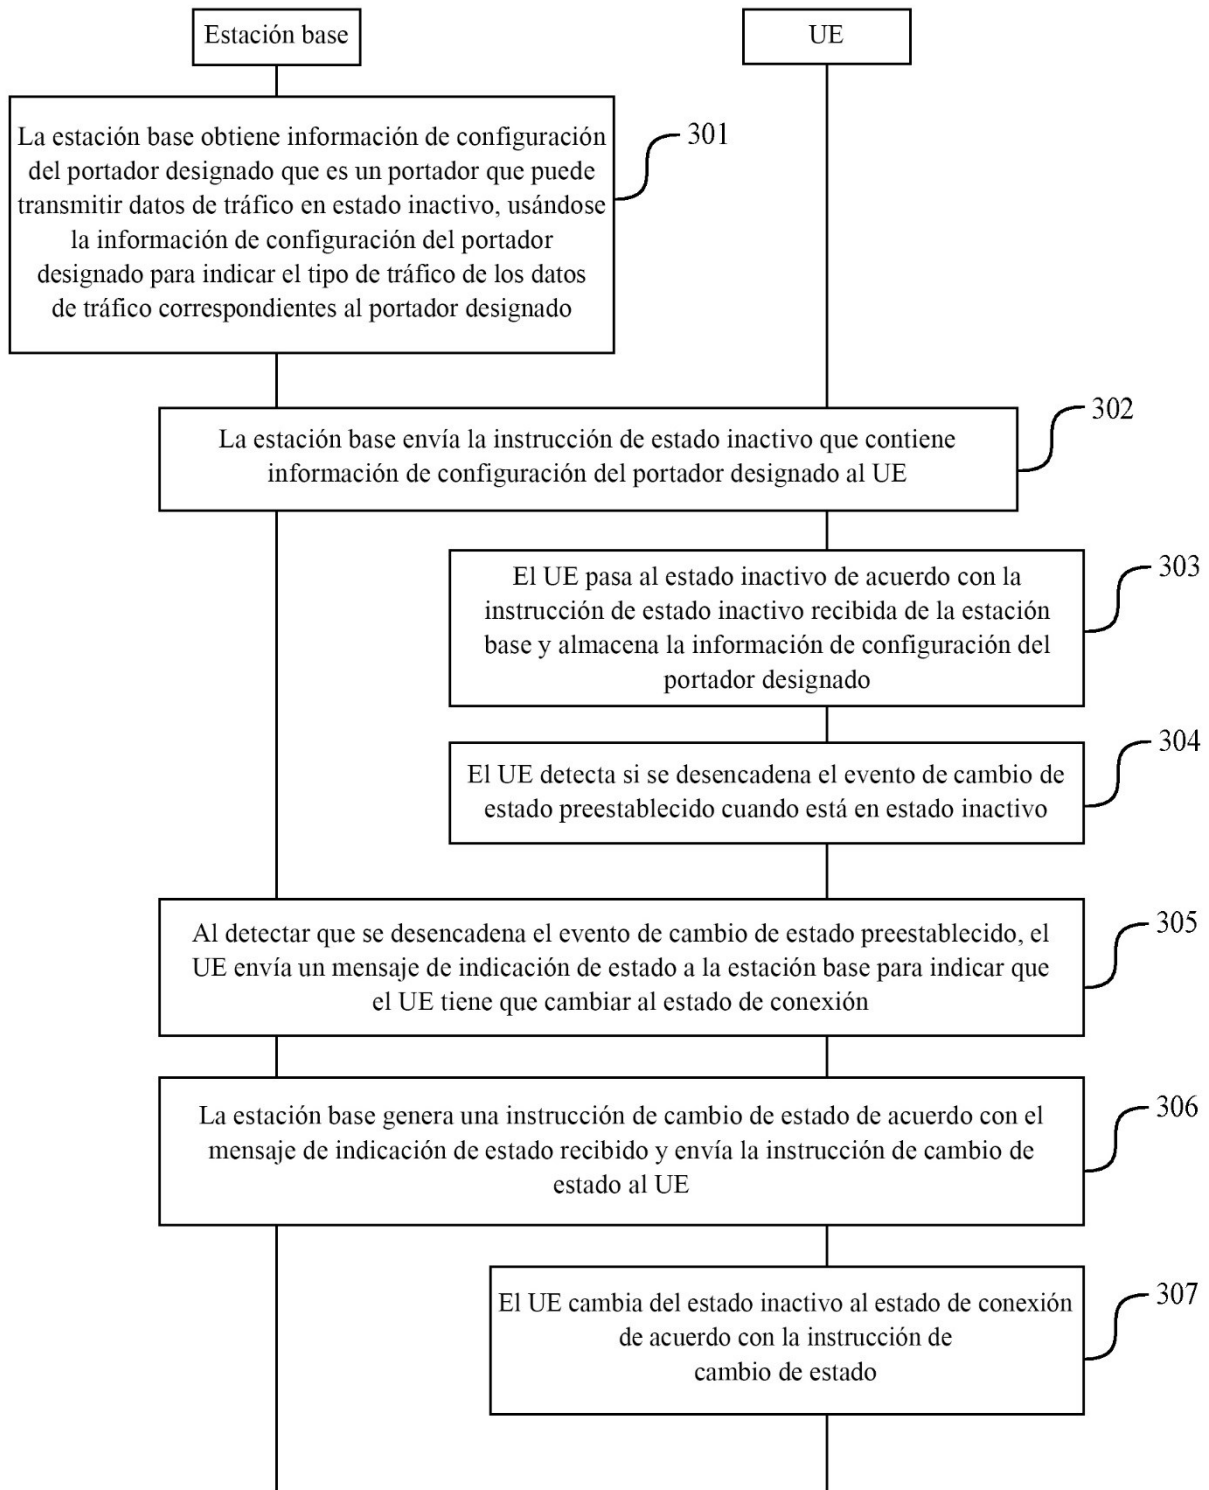 Estación base
UE
La estación base obtiene información de configuración
del portador designado que es un portador que puede
transmitir datos de tráfico en estado inactivo, usándose
la información de configuración del portador
designado para indicar el tipo de tráfico de los datos
de tráfico correspondientes al portador designado
301
La estación base envía la instrucción de estado inactivo que contiene
información de configuración del portador designado al UE
302
El UE pasa al estado inactivo de acuerdo con la
instrucción de estado inactivo recibida de la estación
base y almacena la información de configuración del
portador designado
303
El UE detecta si se desencadena el evento de cambio de
estado preestablecido cuando está en estado inactivo
304
Al detectar que se desencadena el evento de cambio de estado preestablecido, el
UE envía un mensaje de indicación de estado a la estación base para indicar que
el UE tiene que cambiar al estado de conexión
305
La estación base genera una instrucción de cambio de estado de acuerdo con el
mensaje de indicación de estado recibido y envía la instrucción de cambio de
estado al UE
306
El UE cambia del estado inactivo al estado de conexión
de acuerdo con la instrucción de
cambio de estado
307